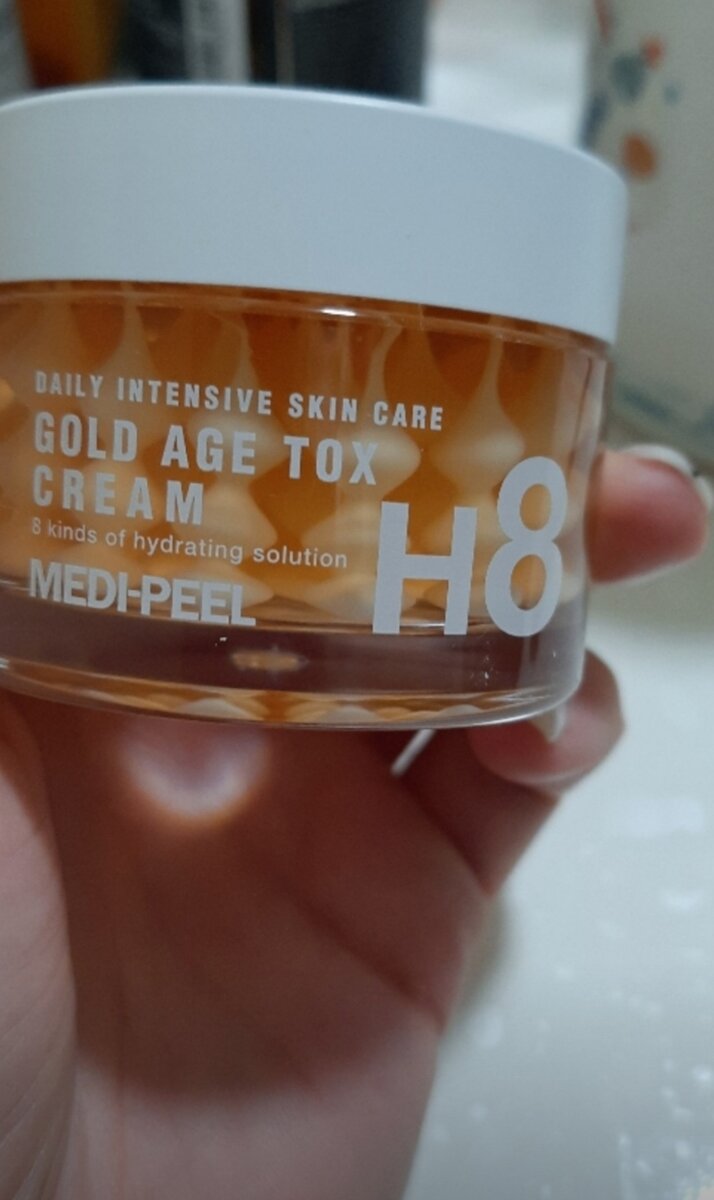 DAILY INTENSIVE SKIN CARE
GOLD AGE TOX
CREAM
8 kinds of hydrating solution
MEDI-PEEL
H8